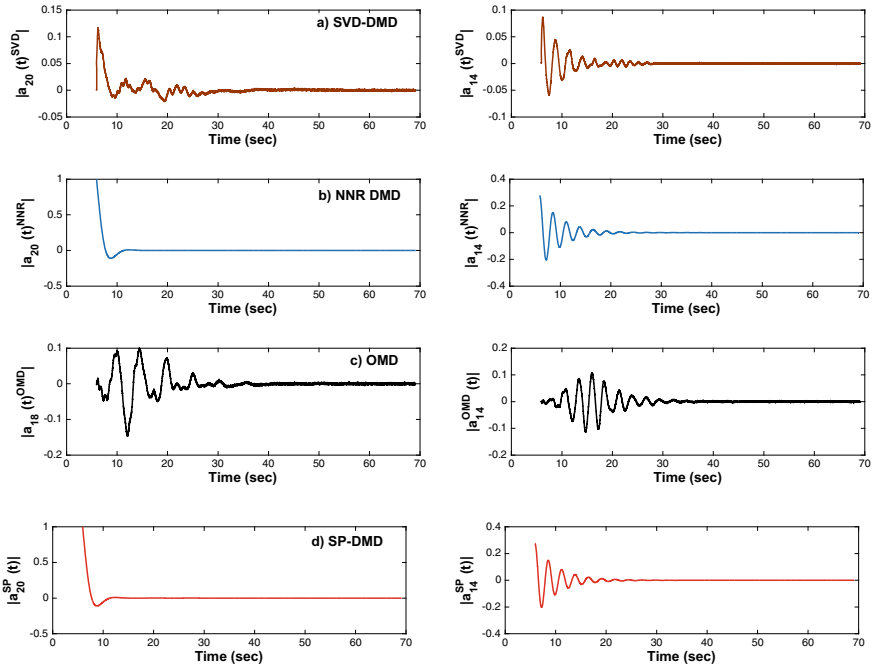 a) SVD-DMD
|a20 (t)^SVD|
0.15
0.1
0.05
0
-0.05
0 10 20 30 40 50 60 70
Time (sec)
|a14 (t)^SVD|
0.1
0.05
0
-0.05
-0.1
0 10 20 30 40 50 60 70
Time (sec)
b) NNR DMD
|a20 (t)^NNR|
1
0.5
0
-0.5
0 10 20 30 40 50 60 70
Time (sec)
|a14 (t)^NNR|
0.4
0.2
0
-0.2
-0.4
0 10 20 30 40 50 60 70
Time (sec)
c) OMD
|a18 (t)^OMD|
0.1
0
-0.1
-0.2
0 10 20 30 40 50 60 70
Time (sec)
|a14^OMD (t)|
0.2
0.1
0
-0.1
-0.2
0 10 20 30 40 50 60 70
Time (sec)
d) SP-DMD
|a20^SP (t)|
1
0.5
0
-0.5
0 10 20 30 40 50 60 70
Time (sec)
|a14^SP (t)|
0.4
0.2
0
-0.2
-0.4
0 10 20 30 40 50 60 70
Time (sec)